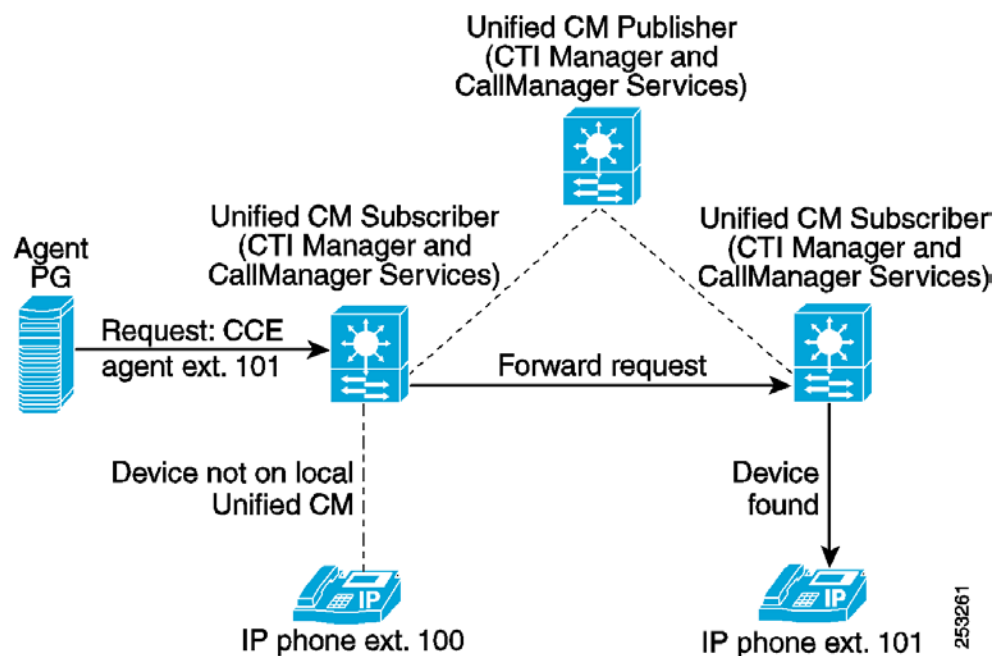 Unified CM Publisher
(CTI Manager and
CallManager Services)
Unified CM Subscriber
(CTI Manager and
CallManager Services)
Unified CM Subscriber
(CTI Manager and
CallManager Services)
Agent
PG
Request: CCE
agent ext. 101
Forward request
Device not on local
Unified CM
Device
found
IP
IP phone ext. 100
IP
IP phone ext. 101
253261